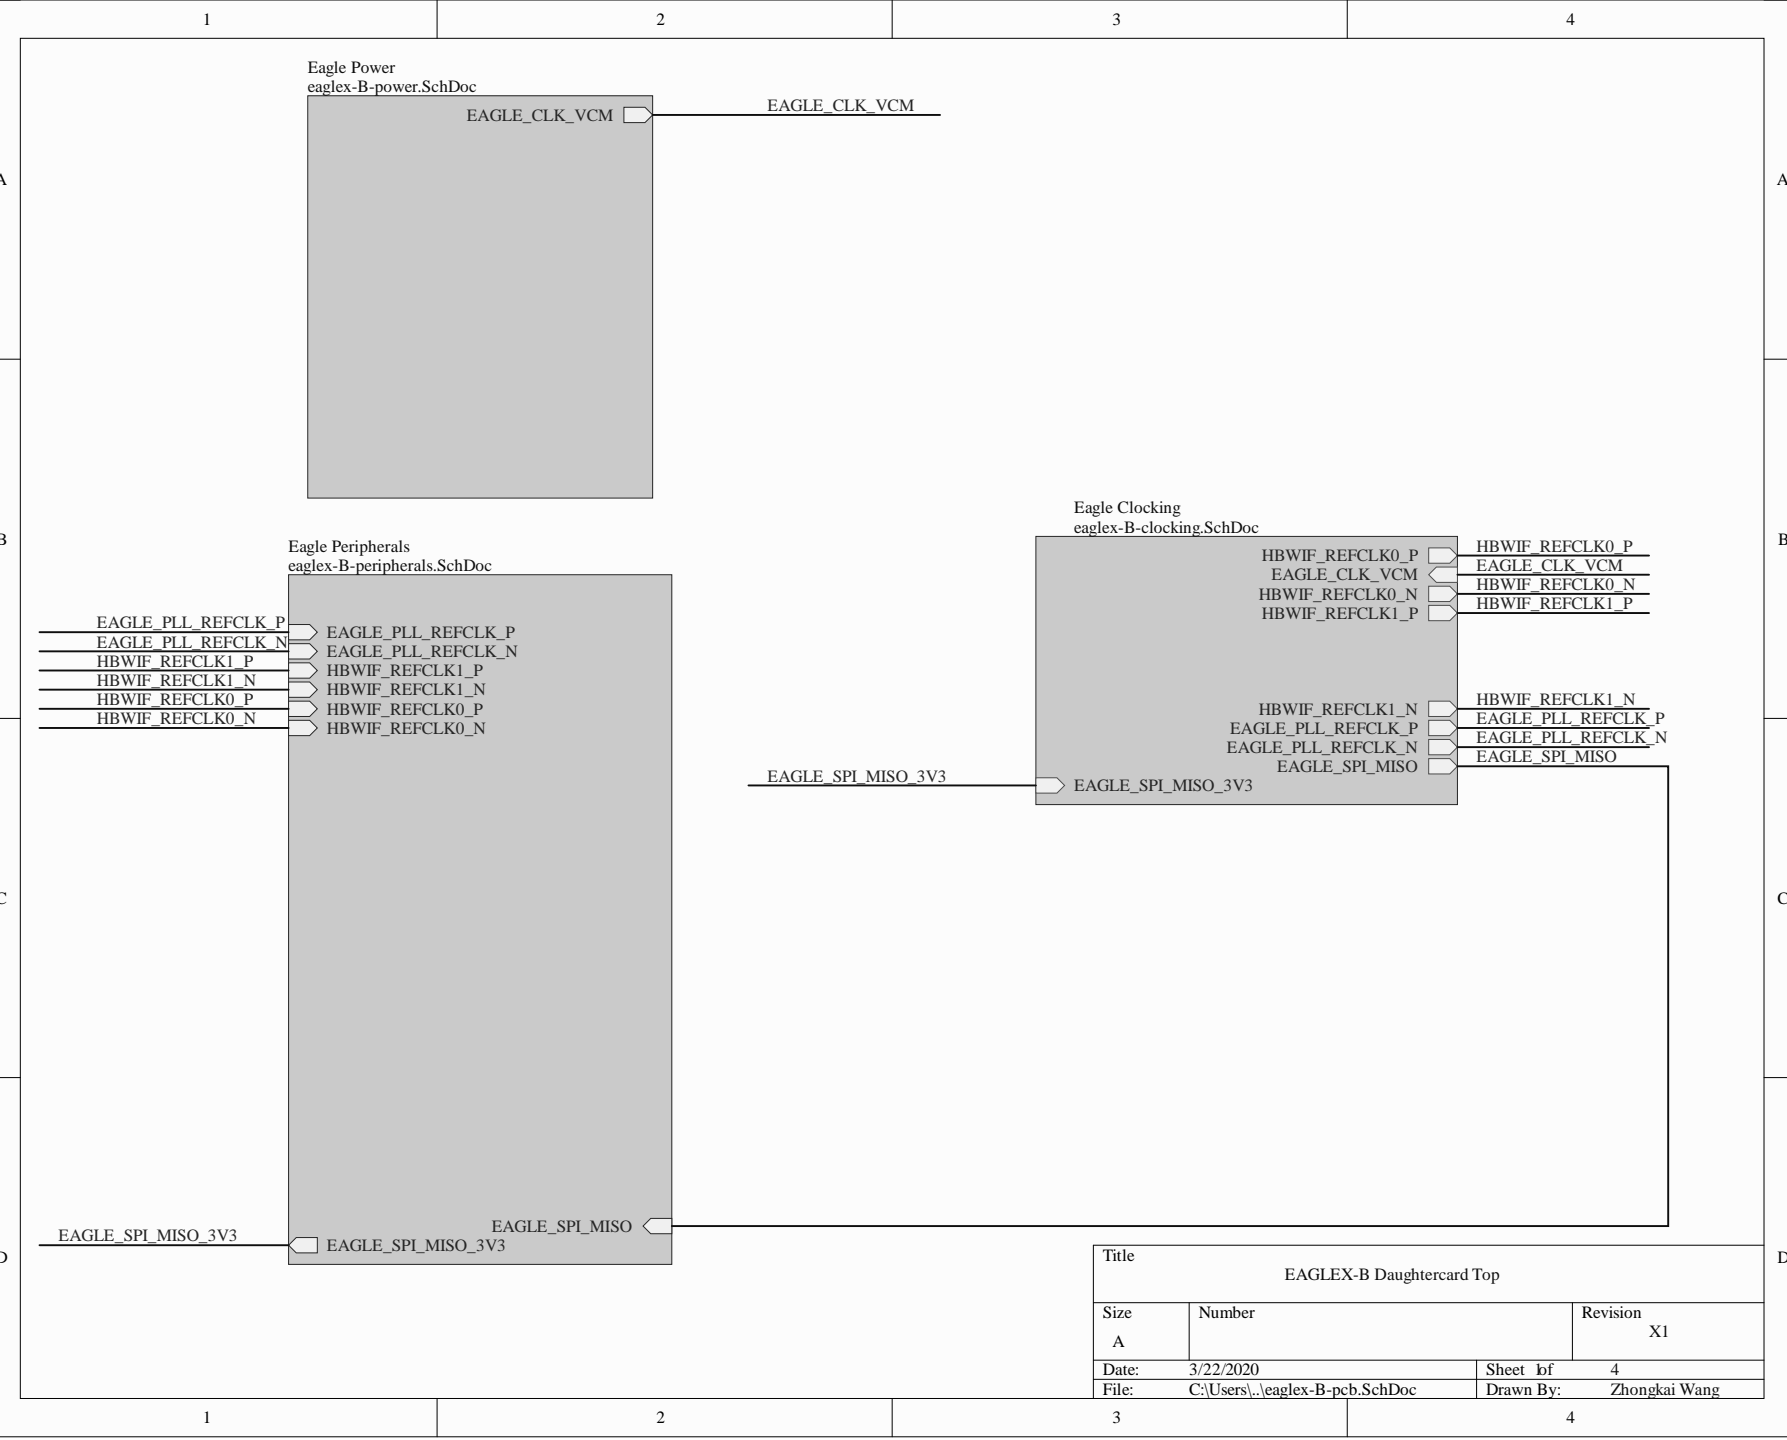 1 2 3 4
Eagle Power
eaglex-B-power.SchDoc
EAGLE_CLK_VCM
EAGLE_CLK_VCM
A
A
Eagle Clocking
eaglex-B-clocking.SchDoc
B
B
Eagle Peripherals
eaglex-B-peripherals.SchDoc
HBWIF_REFCLK0_P
HBWIF_REFCLK0_P
EAGLE_CLK_VCM
EAGLE_CLK_VCM
HBWIF_REFCLK0_N
HBWIF_REFCLK0_N
HBWIF_REFCLK1_P
HBWIF_REFCLK1_P
EAGLE_PLL_REFCLK_P
EAGLE_PLL_REFCLK_P
EAGLE_PLL_REFCLK_N
EAGLE_PLL_REFCLK_N
HBWIF_REFCLK1_P
HBWIF_REFCLK1_P
HBWIF_REFCLK1_N
HBWIF_REFCLK1_N
HBWIF_REFCLK0_P
HBWIF_REFCLK0_P
HBWIF_REFCLK0_N
HBWIF_REFCLK0_N
HBWIF_REFCLK1_N
HBWIF_REFCLK1_N
EAGLE_PLL_REFCLK_P
EAGLE_PLL_REFCLK_P
EAGLE_PLL_REFCLK_N
EAGLE_PLL_REFCLK_N
EAGLE_SPI_MISO
EAGLE_SPI_MISO
EAGLE_SPI_MISO_3V3
EAGLE_SPI_MISO_3V3
C
C
EAGLE_SPI_MISO
EAGLE_SPI_MISO_3V3
EAGLE_SPI_MISO_3V3
D
D
Title
EAGLEX-B Daughtercard Top
Size
Number
Revision
A
X1
Date: 3/22/2020
Sheet 1of 4
File: C:\Users\..\eaglex-B-pcb.SchDoc
Drawn By: Zhongkai Wang
1 2 3 4